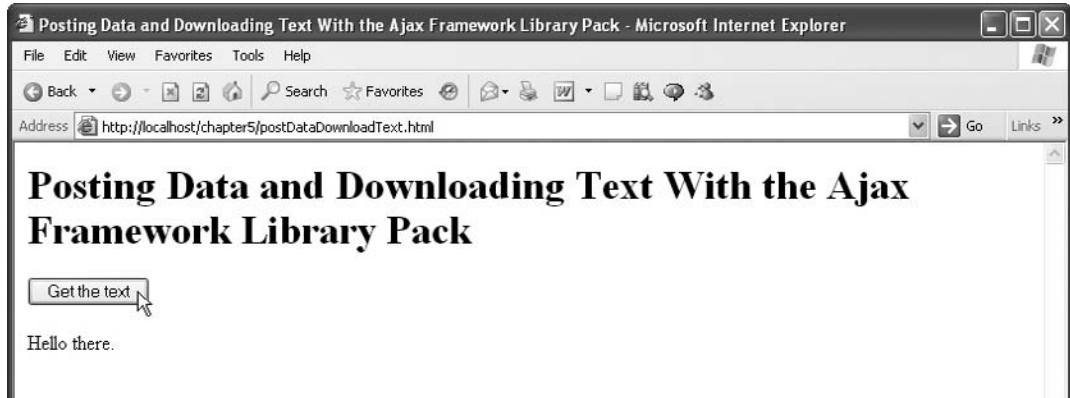 Posting Data and Downloading Text With the Ajax Framework Library Pack - Microsoft Internet Explorer
File Edit View Favorites Tools Help
Back Search Favorites W
Address http://localhost/chapter5/postDataDownloadText.html Go Links »
Posting Data and Downloading Text With the Ajax
Framework Library Pack
Get the text
Hello there.